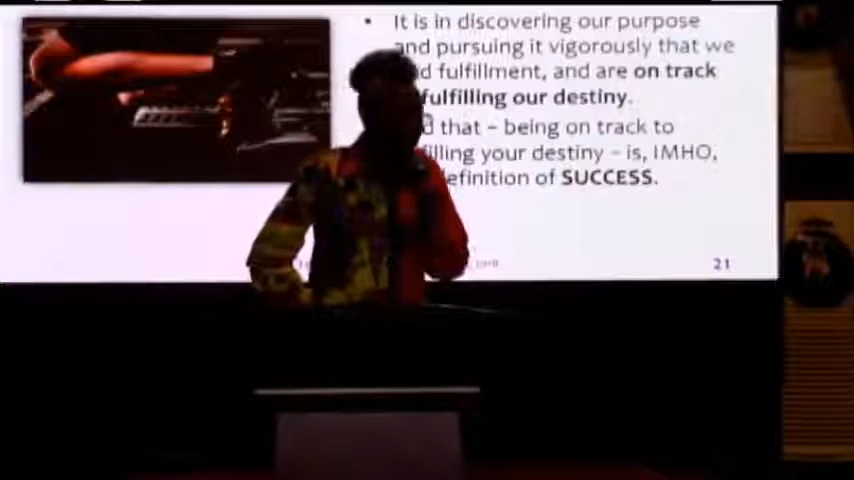 • It is in discovering our purpose
and pursuing it vigorously that we
d fulfillment, and are on track
fulfilling our destiny.
d that – being on track to
illing your destiny – is, IMHO,
efinition of SUCCESS.
21